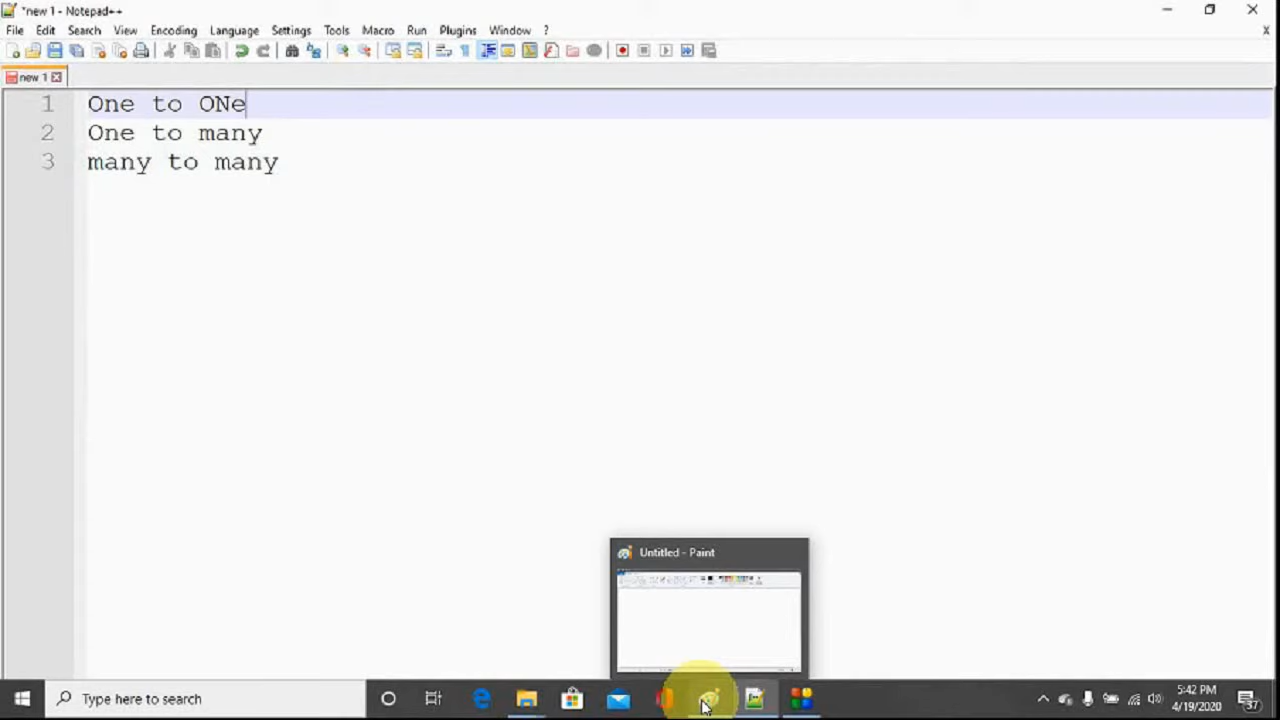 *new 1 - Notepad++
File Edit Search View Encoding Language Settings Tools Macro Run Plugins Window ? X
new 1
1 One to ONe
2 One to many
3 many to many
Untitled - Paint
Type here to search
5:42 PM
4/19/2020
37